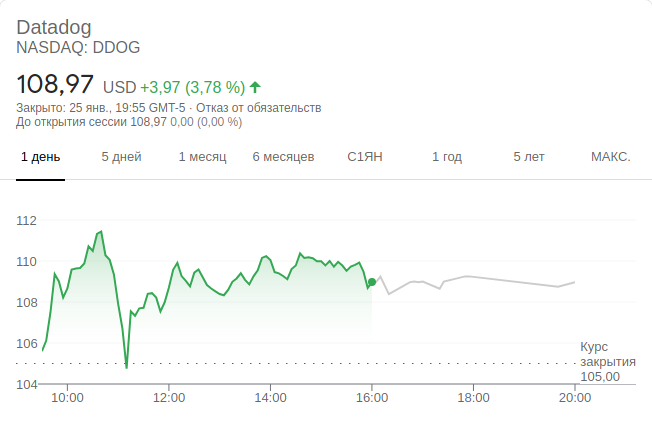 Datadog
NASDAQ: DDOG
108,97 USD +3,97 (3,78 %)
Закрыто: 25 янв., 19:55 GMT-5 · Отказ от обязательств
До открытия сессии 108,97 0,00 (0,00 %)
1 день 5 дней 1 месяц 6 месяцев С1ЯН 1 год 5 лет МАКС.
112
110
108
106
Курс
закрытия
105,00
104
10:00 12:00 14:00 16:00 18:00 20:00